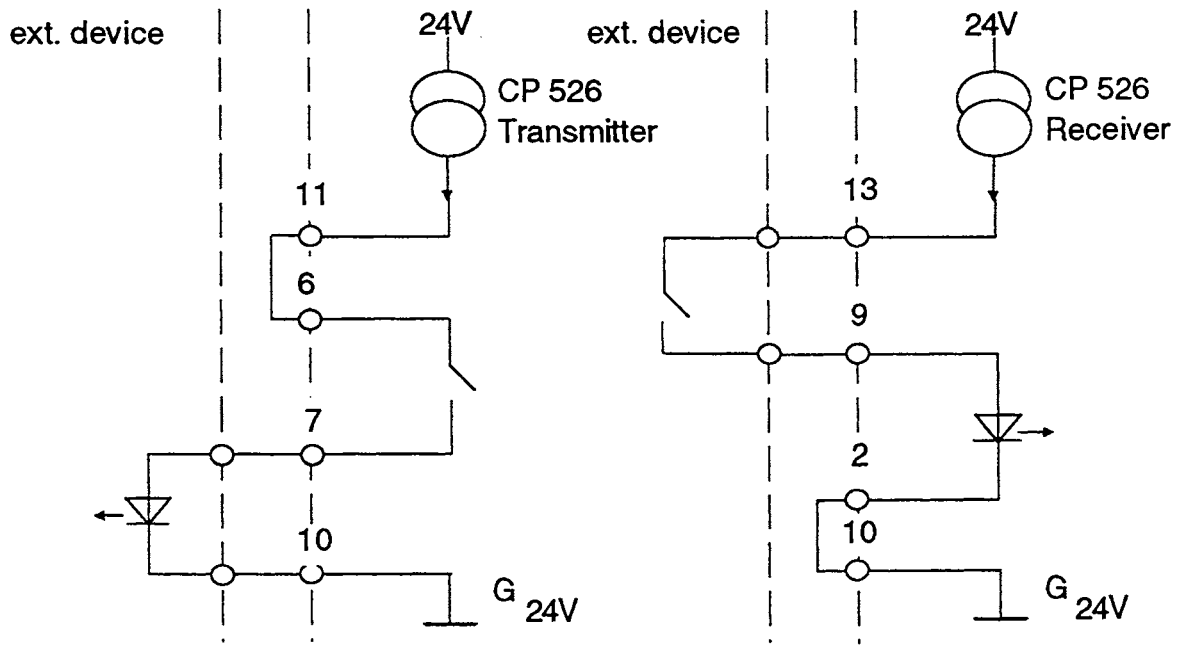 ext. device
24V
CP 526
Transmitter
11
6
7
10
G 24V
ext. device
24V
CP 526
Receiver
13
9
2
10
G 24V